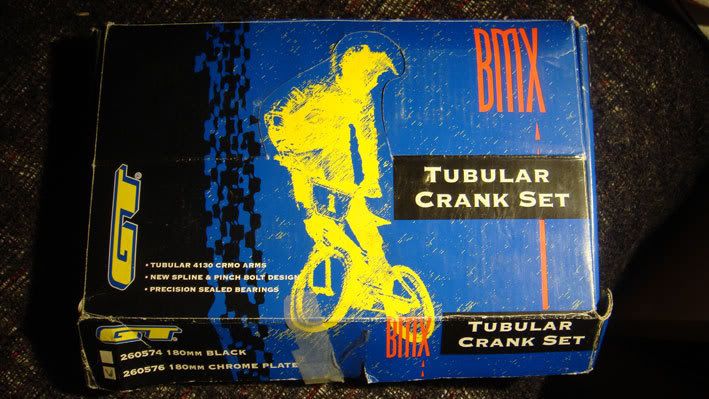 BMX
TUBULAR
CRANK SET
GT®
• TUBULAR 4130 CRMO ARMS
• NEW SPLINE & PINCH BOLT DESIGN
• PRECISION SEALED BEARINGS
GT
260574 180MM BLACK
260576 180MM CHROME PLATE
BMX
TUBULAR
CRANK SET